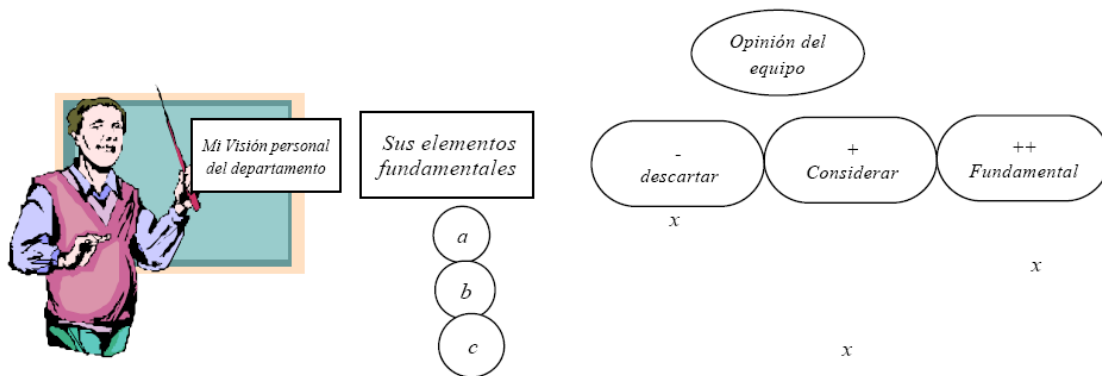 Opinión del
equipo
Mi Visión personal
del departamento
Sus elementos
fundamentales
-
descartar
+
Considerar
++
Fundamental
x
a
x
b
c
x